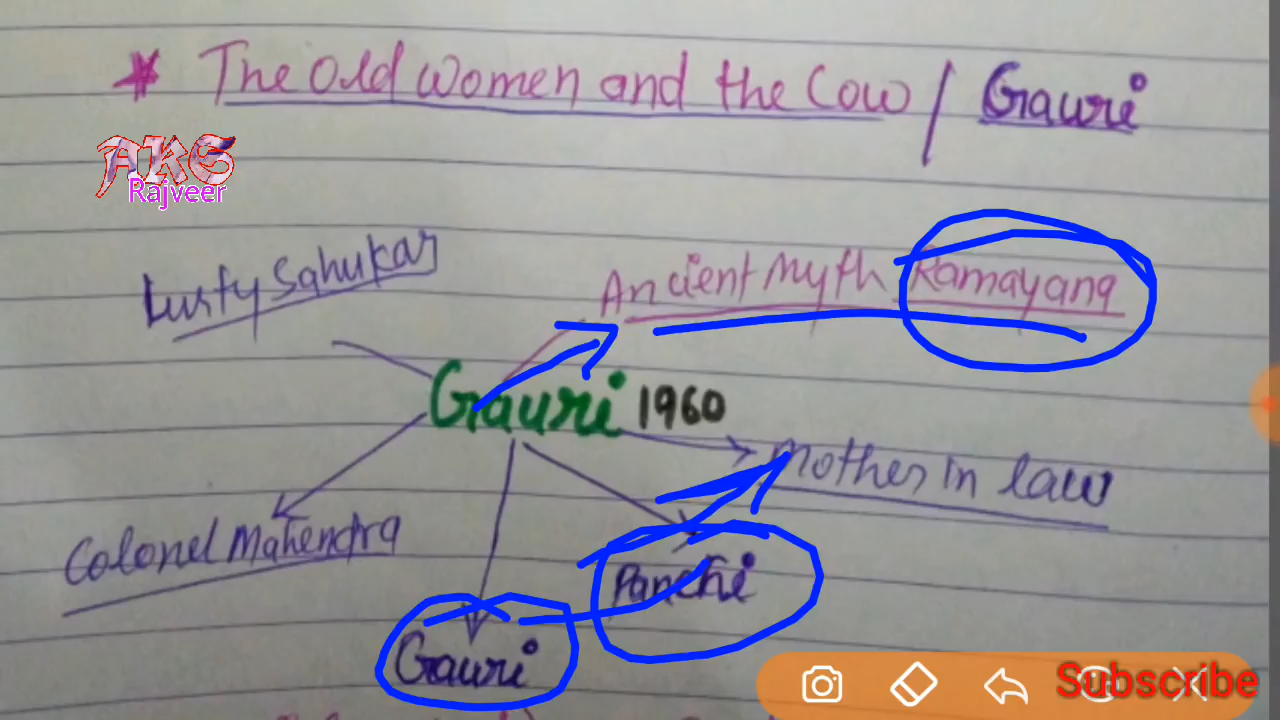 * The Old Women and the Cow / Gauri
AKS
Rajveer
Lusty Sahukar
Ancient Myth Ramayana
Gauri 1960
Mother in law
Colonel Mahendra
Panchi
Gauri
Subscribe